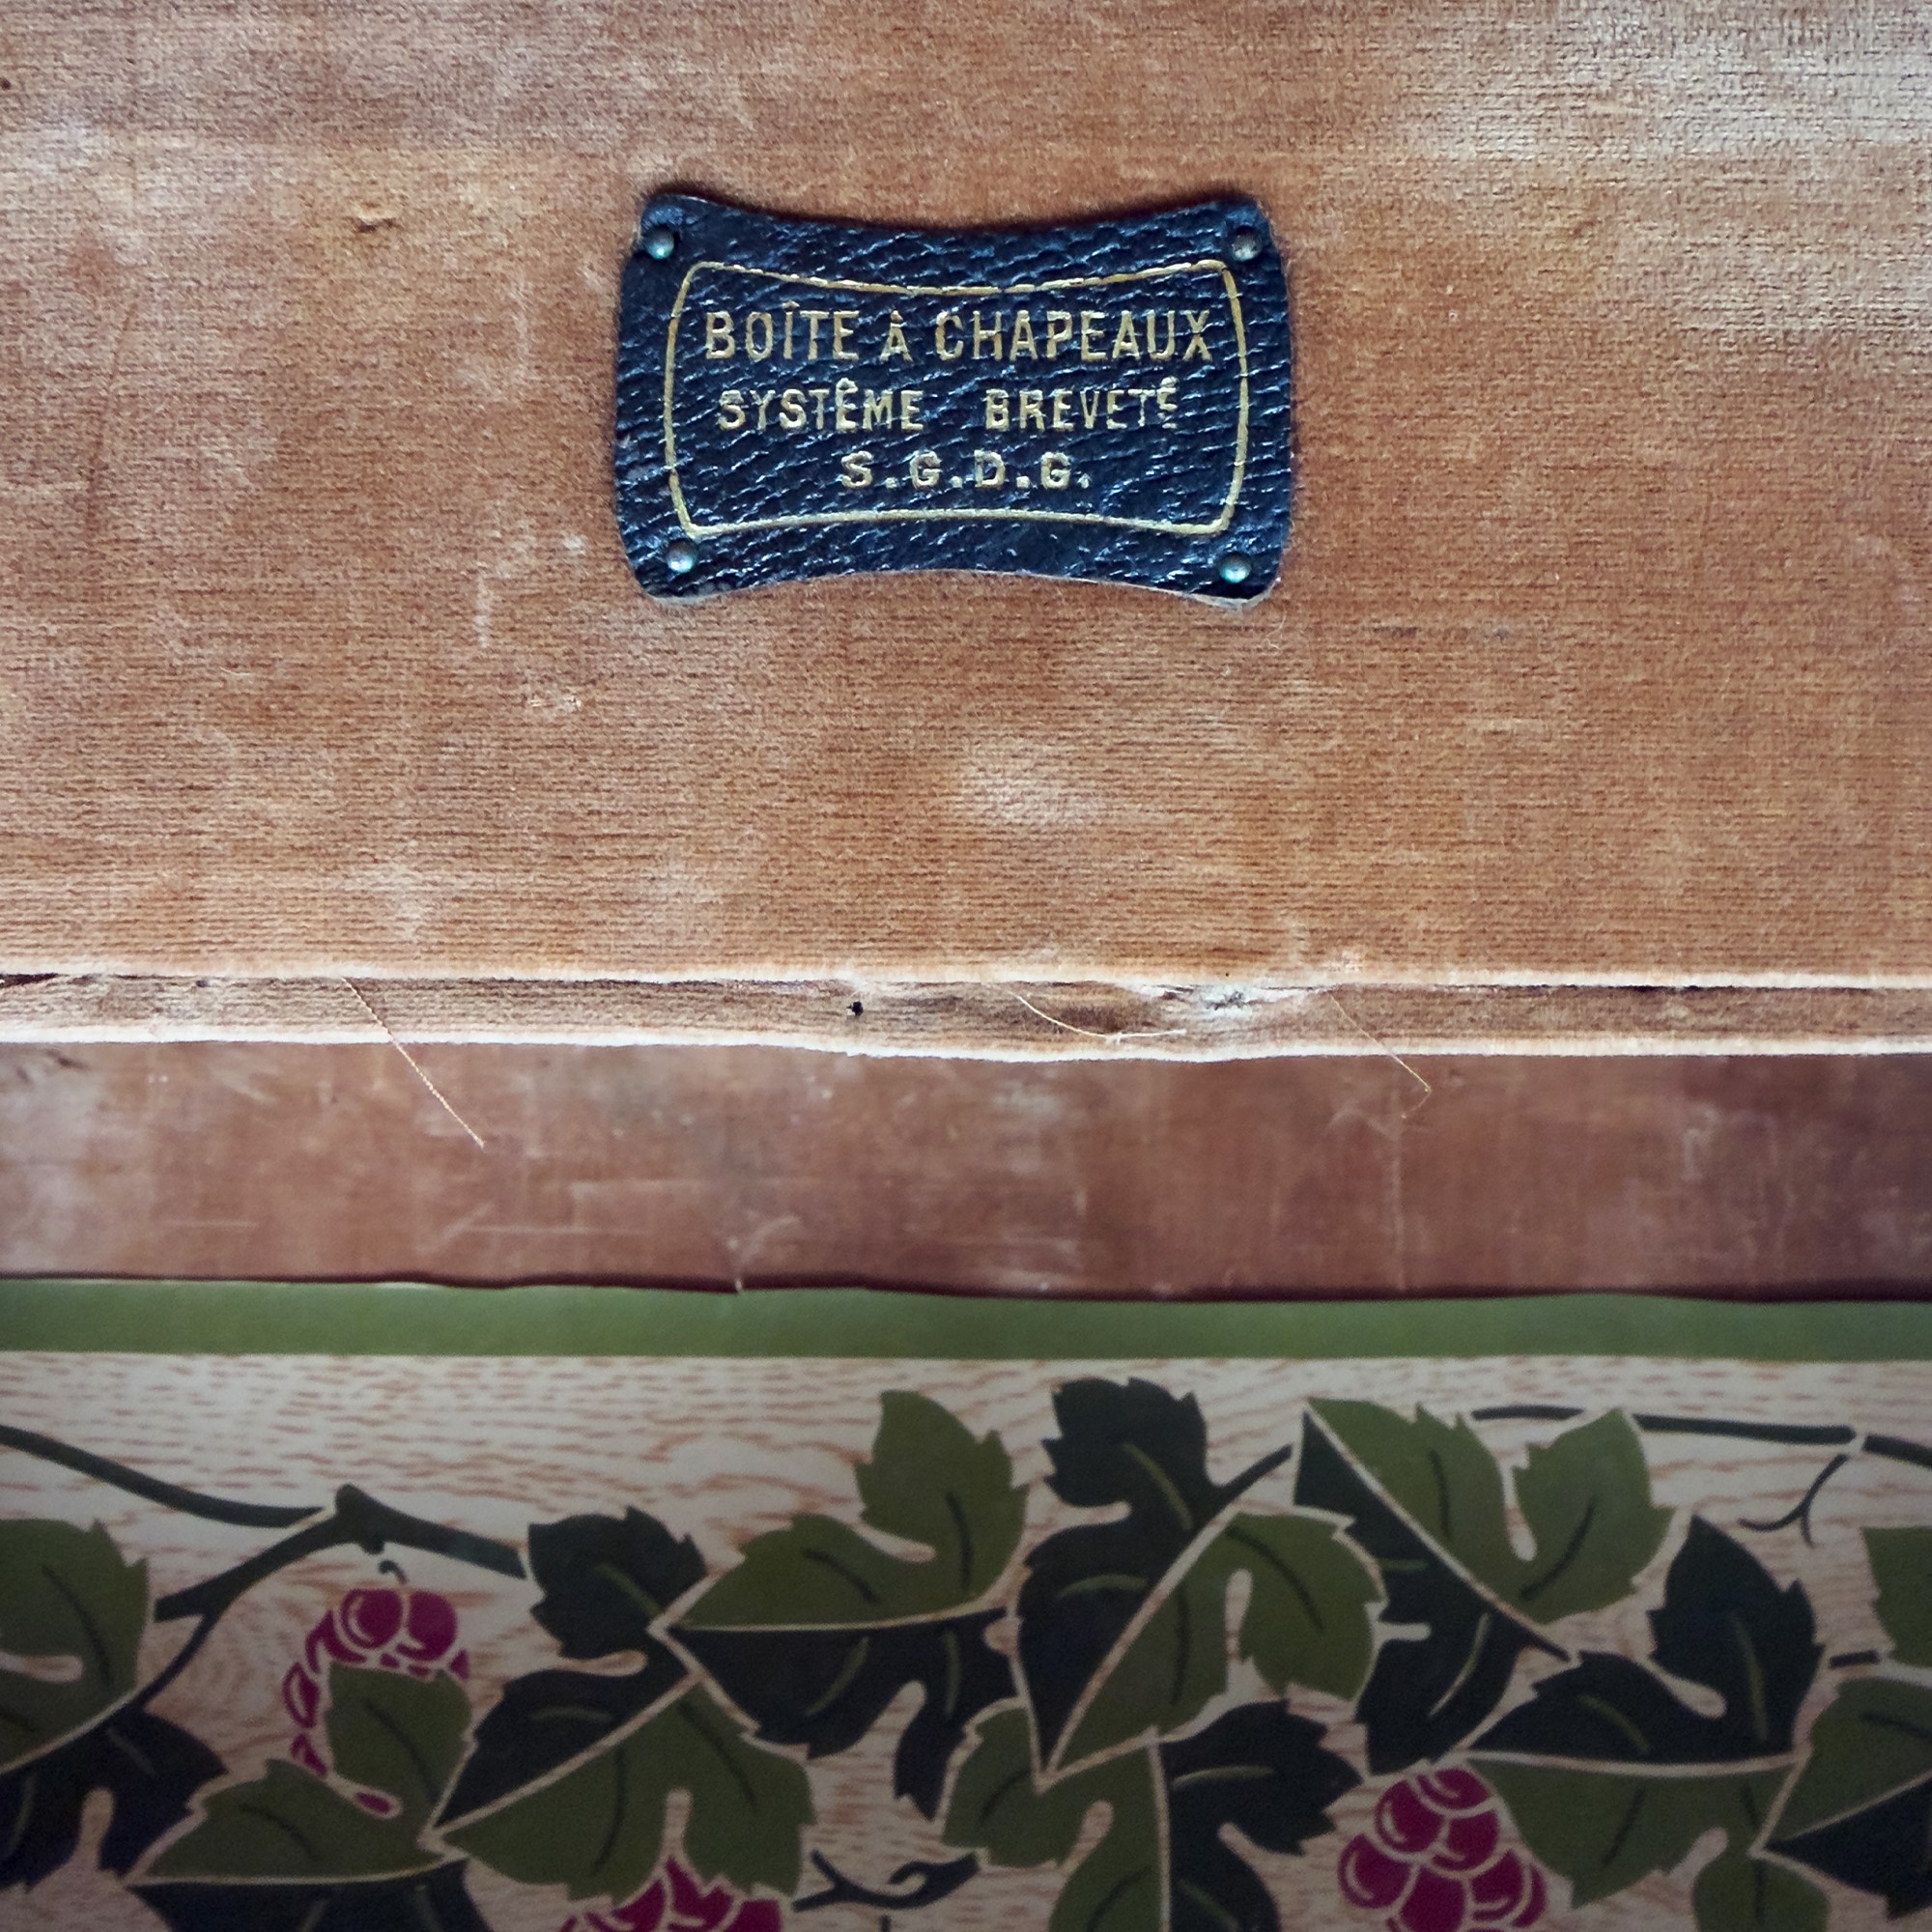 BOÎTE À CHAPEAUX
SYSTÊME BREVETÉ
S.G.D.G.